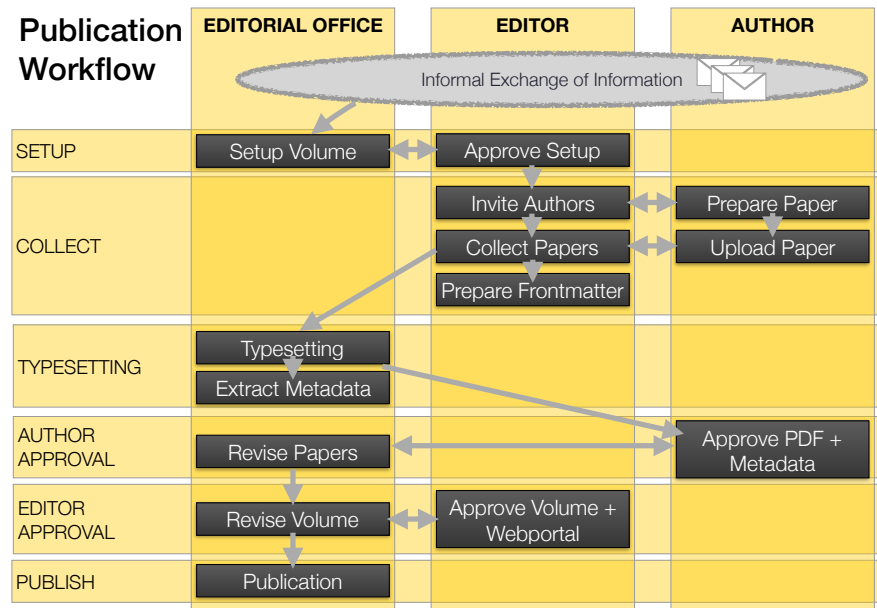 Publication
Workflow
EDITORIAL OFFICE
EDITOR
AUTHOR
Informal Exchange of Information
SETUP
Setup Volume
Approve Setup
COLLECT
Invite Authors
Prepare Paper
Collect Papers
Upload Paper
Prepare Frontmatter
TYPESETTING
Typesetting
Extract Metadata
AUTHOR
APPROVAL
Revise Papers
Approve PDF +
Metadata
EDITOR
APPROVAL
Revise Volume
Approve Volume +
Webportal
PUBLISH
Publication